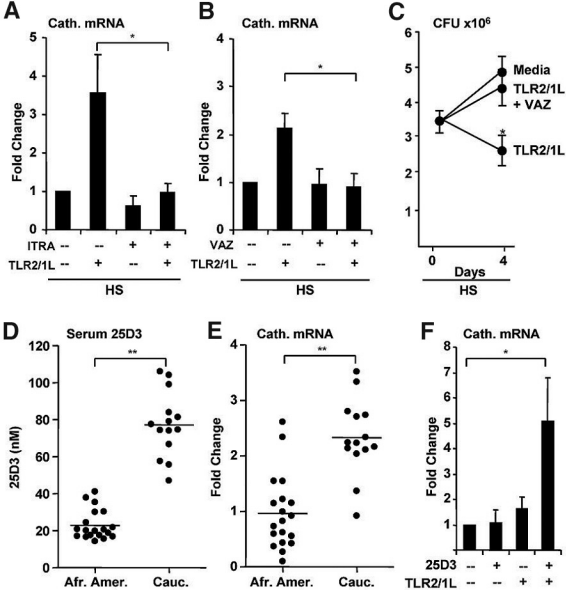 A
Cath. mRNA
Fold Change
5
4
3
2
1
0
*
ITRA -- -- + +
TLR2/1L -- + -- +
HS
B
Cath. mRNA
Fold Change
4
3
2
1
0
*
VAZ -- -- + +
TLR2/1L -- + -- +
HS
C
CFU x10⁶
6
5
4
3
2
1
Media
TLR2/1L
+ VAZ
*
TLR2/1L
0 4
Days
HS
D
Serum 25D3
25D3 (nM)
120
100
80
60
40
20
0
**
Afr. Amer. Cauc.
E
Cath. mRNA
Fold Change
4
3
2
1
0
**
Afr. Amer. Cauc.
F
Cath. mRNA
Fold Change
8
7
6
5
4
3
2
1
0
*
25D3 -- + -- +
TLR2/1L -- -- + +